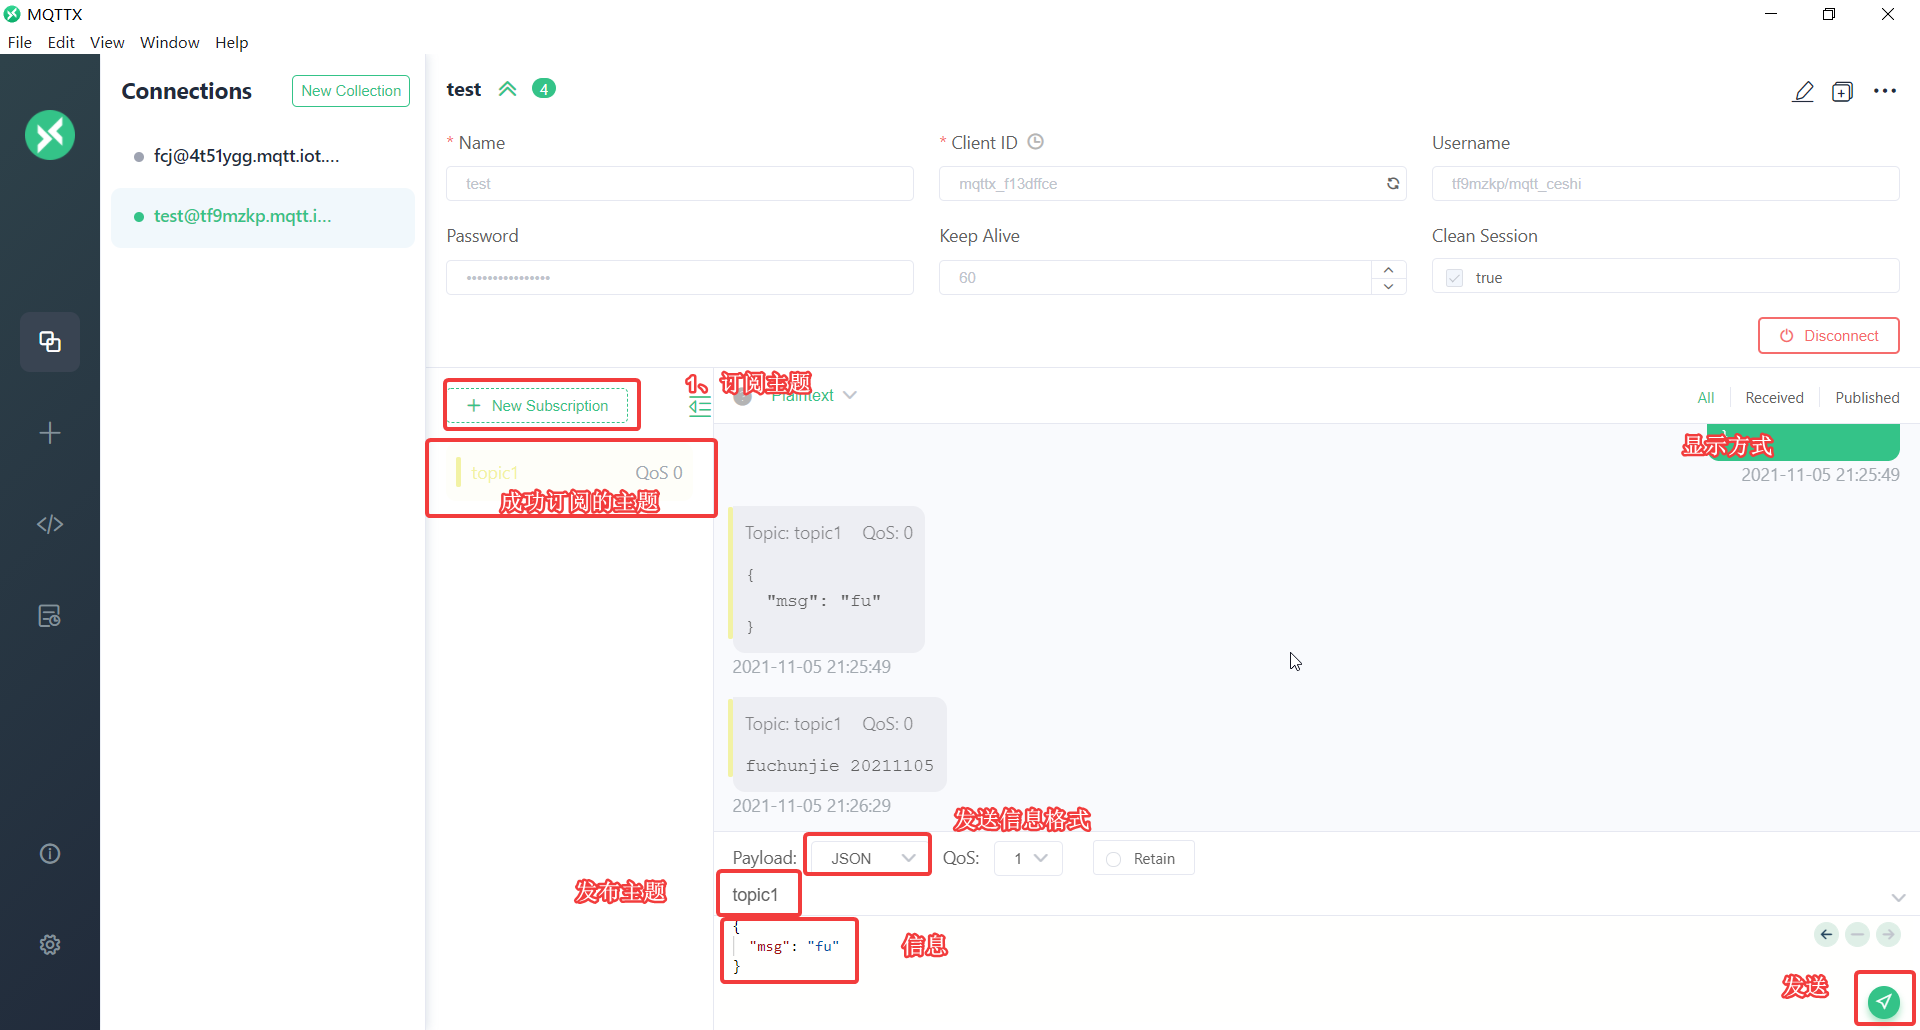 MQTTX
File Edit View Window Help
Connections
New Collection
fcj@4t51ygg.mqtt.iot....
test@tf9mzkp.mqtt.i...
test 4
* Name
* Client ID
Username
test
mqttx_f13dffce
tf9mzkp/mqtt_ceshi
Password
Keep Alive
Clean Session
****************
60
true
Disconnect
+ New Subscription
1、订阅主题
Plaintext
All Received Published
topic1 QoS 0
成功订阅的主题
}
显示方式
2021-11-05 21:25:49
Topic: topic1 QoS: 0
{
"msg": "fu"
}
2021-11-05 21:25:49
Topic: topic1 QoS: 0
fuchunjie 20211105
2021-11-05 21:26:29
发送信息格式
Payload: JSON QoS: 1 Retain
发布主题
topic1
{
"msg": "fu"
}
信息
发送